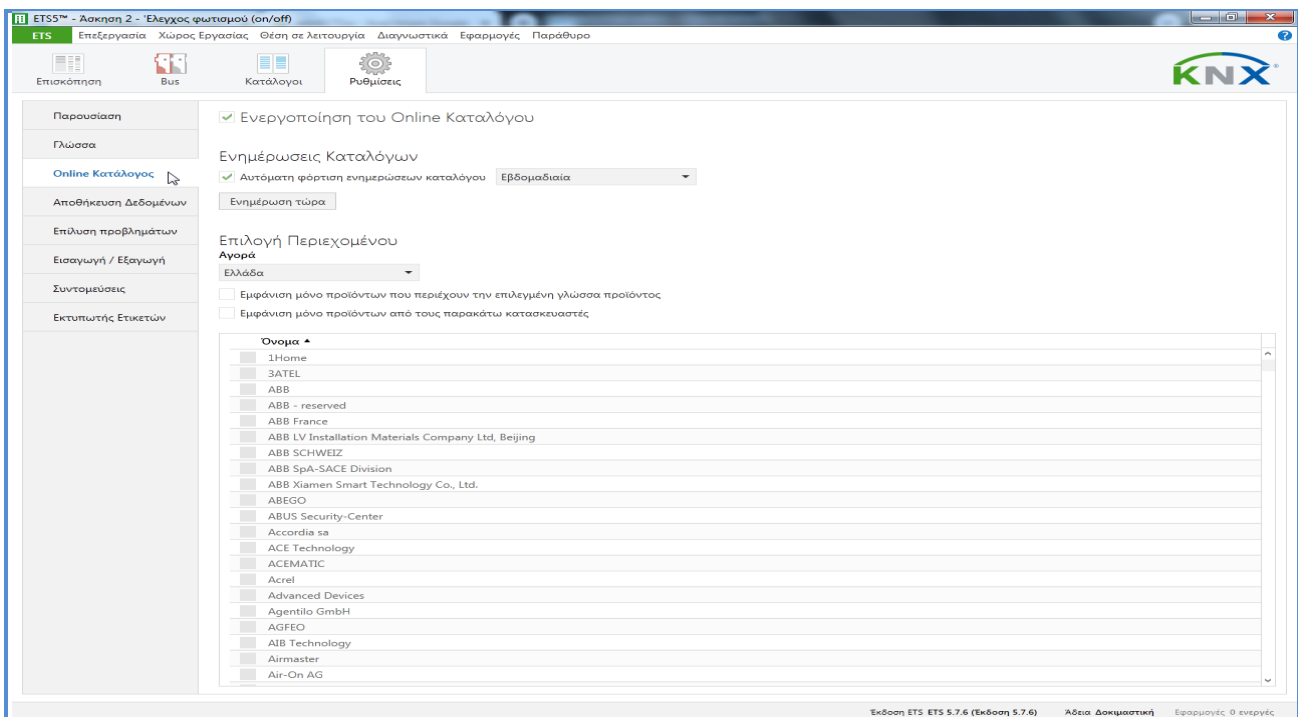 ETS5™ - Άσκηση 2 - Έλεγχος φωτισμού (on/off)
ETS Επεξεργασία Χώρος Εργασίας Θέση σε λειτουργία Διαγνωστικά Εφαρμογές Παράθυρο
Επισκόπηση Bus Κατάλογοι Ρυθμίσεις
KNX
Παρουσίαση
Γλώσσα
Online Κατάλογος
Αποθήκευση Δεδομένων
Επίλυση προβλημάτων
Εισαγωγή / Εξαγωγή
Συντομεύσεις
Εκτυπωτής Ετικετών
Ενεργοποίηση του Online Καταλόγου
Ενημέρωσεις Καταλόγων
Αυτόματη φόρτιση ενημερώσεων καταλόγου Εβδομαδιαία
Ενημέρωση τώρα
Επιλογή Περιεχομένου
Αγορά
Ελλάδα
Εμφάνιση μόνο προϊόντων που περιέχουν την επιλεγμένη γλώσσα προϊόντος
Εμφάνιση μόνο προϊόντων από τους παρακάτω κατασκευαστές
Όνομα
1Home
3ATEL
ABB
ABB - reserved
ABB France
ABB LV Installation Materials Company Ltd, Beijing
ABB SCHWEIZ
ABB SpA-SACE Division
ABB Xiamen Smart Technology Co., Ltd.
ABEGO
ABUS Security-Center
Accordia sa
ACE Technology
ACEMATIC
Acrel
Advanced Devices
Agentilo GmbH
AGFEO
AIB Technology
Airmaster
Air-On AG
Έκδοση ETS ETS 5.7.6 (Έκδοση 5.7.6) Άδεια Δοκιμαστική Εφαρμογές 0 ενεργές